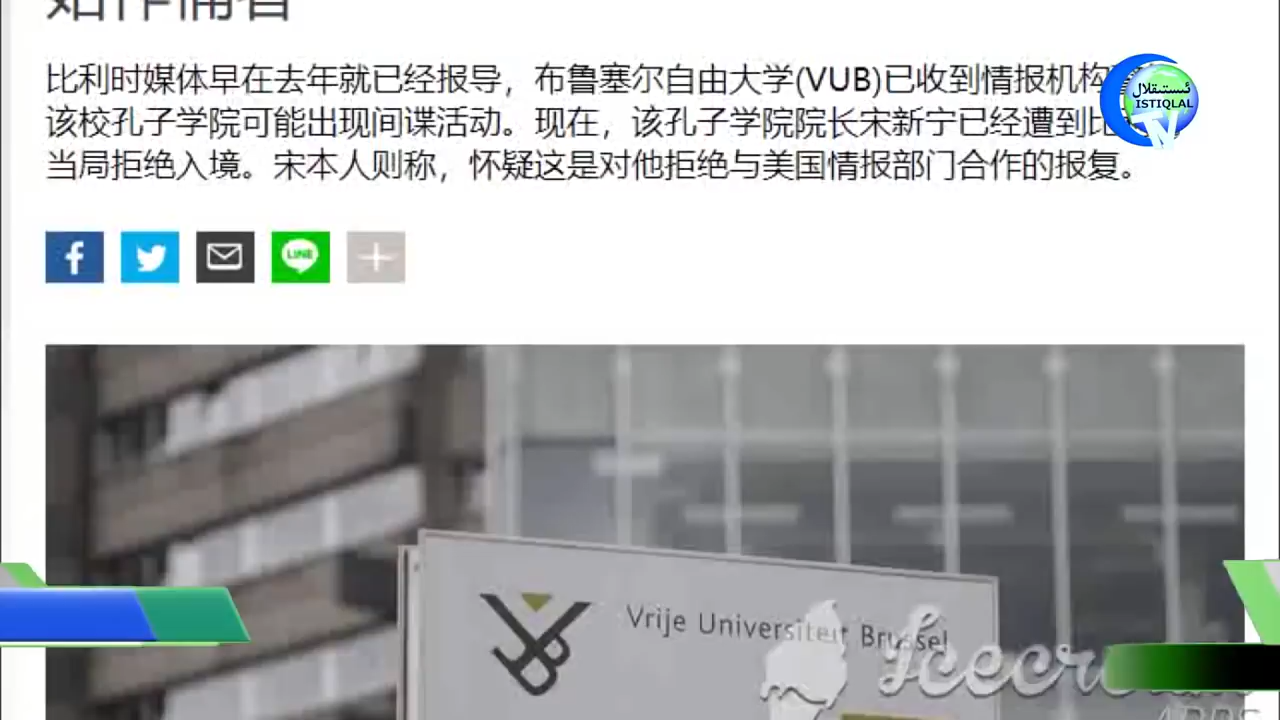 比利时媒体早在去年就已经报导，布鲁塞尔自由大学(VUB)已收到情报机构
该校孔子学院可能出现间谍活动。现在，该孔子学院院长宋新宁已经遭到比
当局拒绝入境。宋本人则称，怀疑这是对他拒绝与美国情报部门合作的报复。
ئىستىقلال
ISTIQLAL
TV
LINE
Vrije Universiteit Brussel